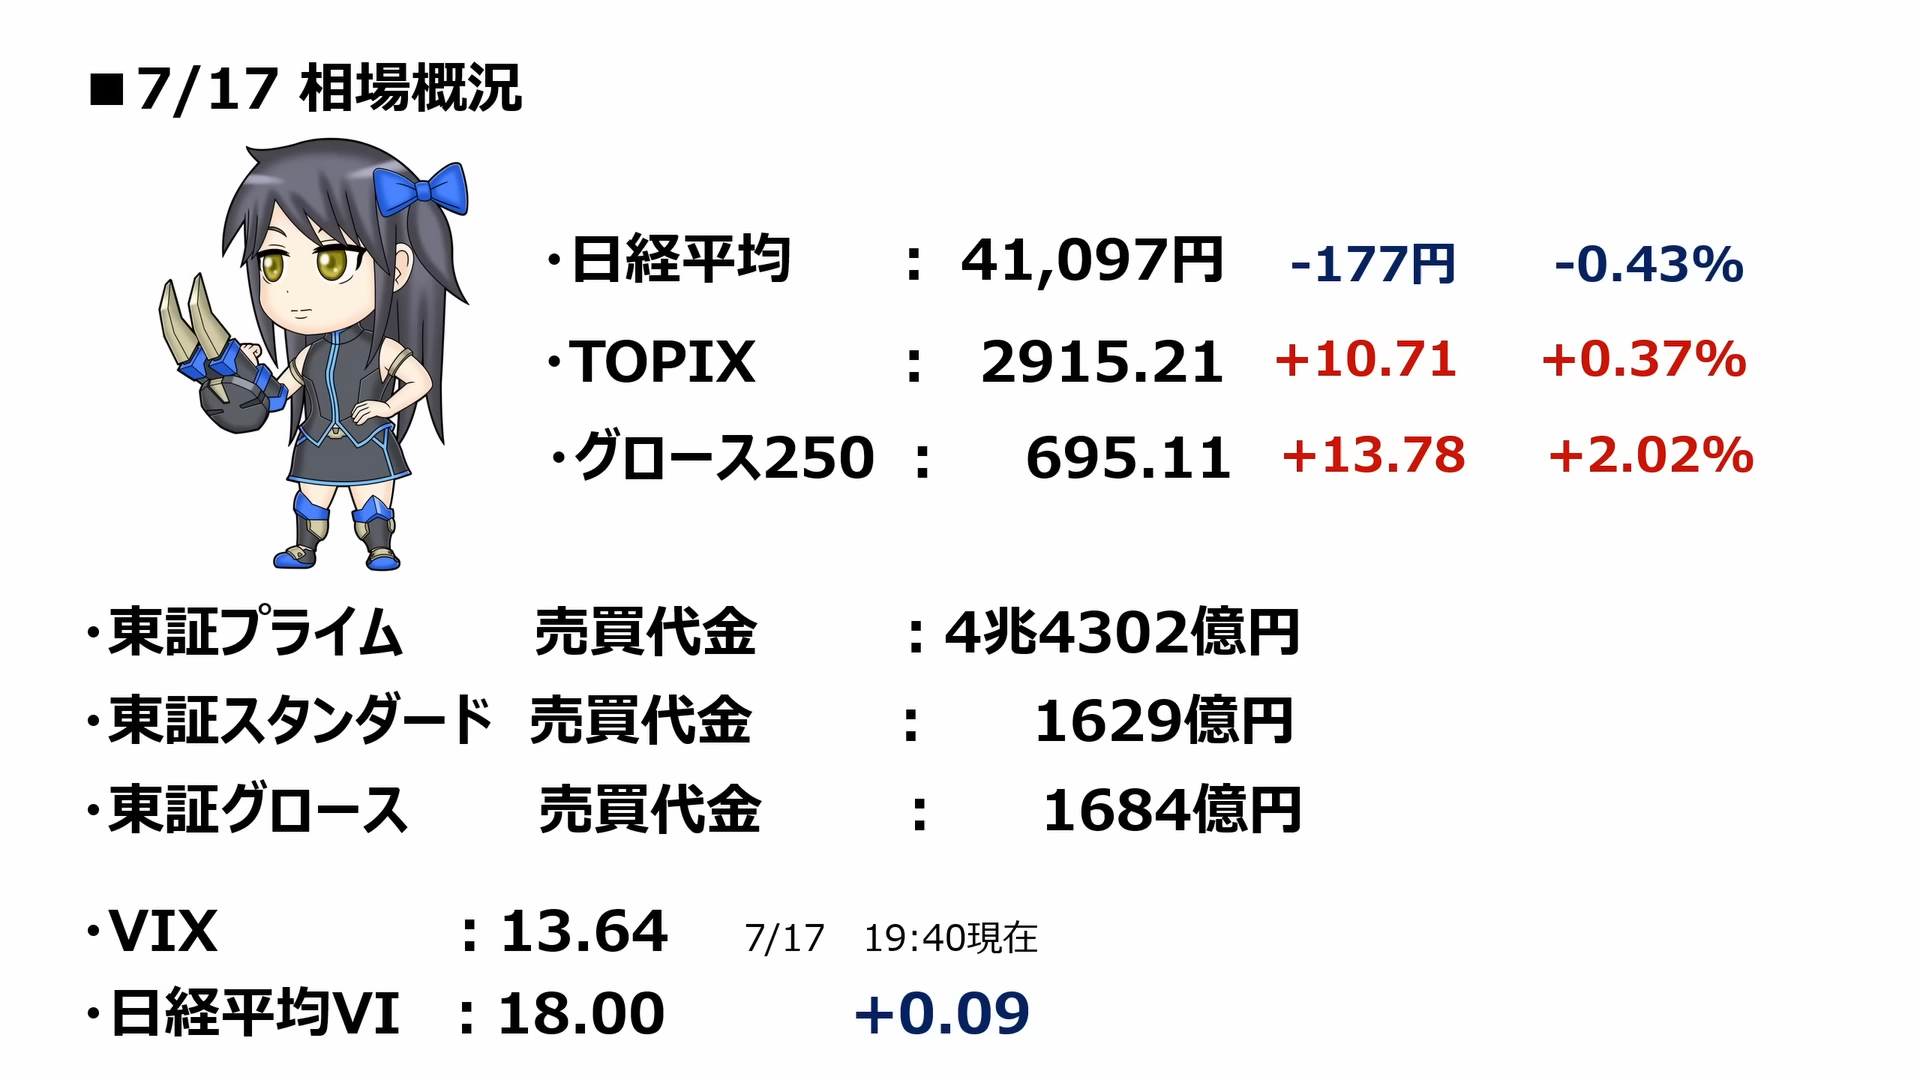 ■7/17 相場概況
・日経平均 : 41,097円 -177円 -0.43%
・TOPIX : 2915.21 +10.71 +0.37%
・グロース250 : 695.11 +13.78 +2.02%
・東証プライム 売買代金 : 4兆4302億円
・東証スタンダード 売買代金 : 1629億円
・東証グロース 売買代金 : 1684億円
・VIX : 13.64 7/17 19:40現在
・日経平均VI : 18.00 +0.09